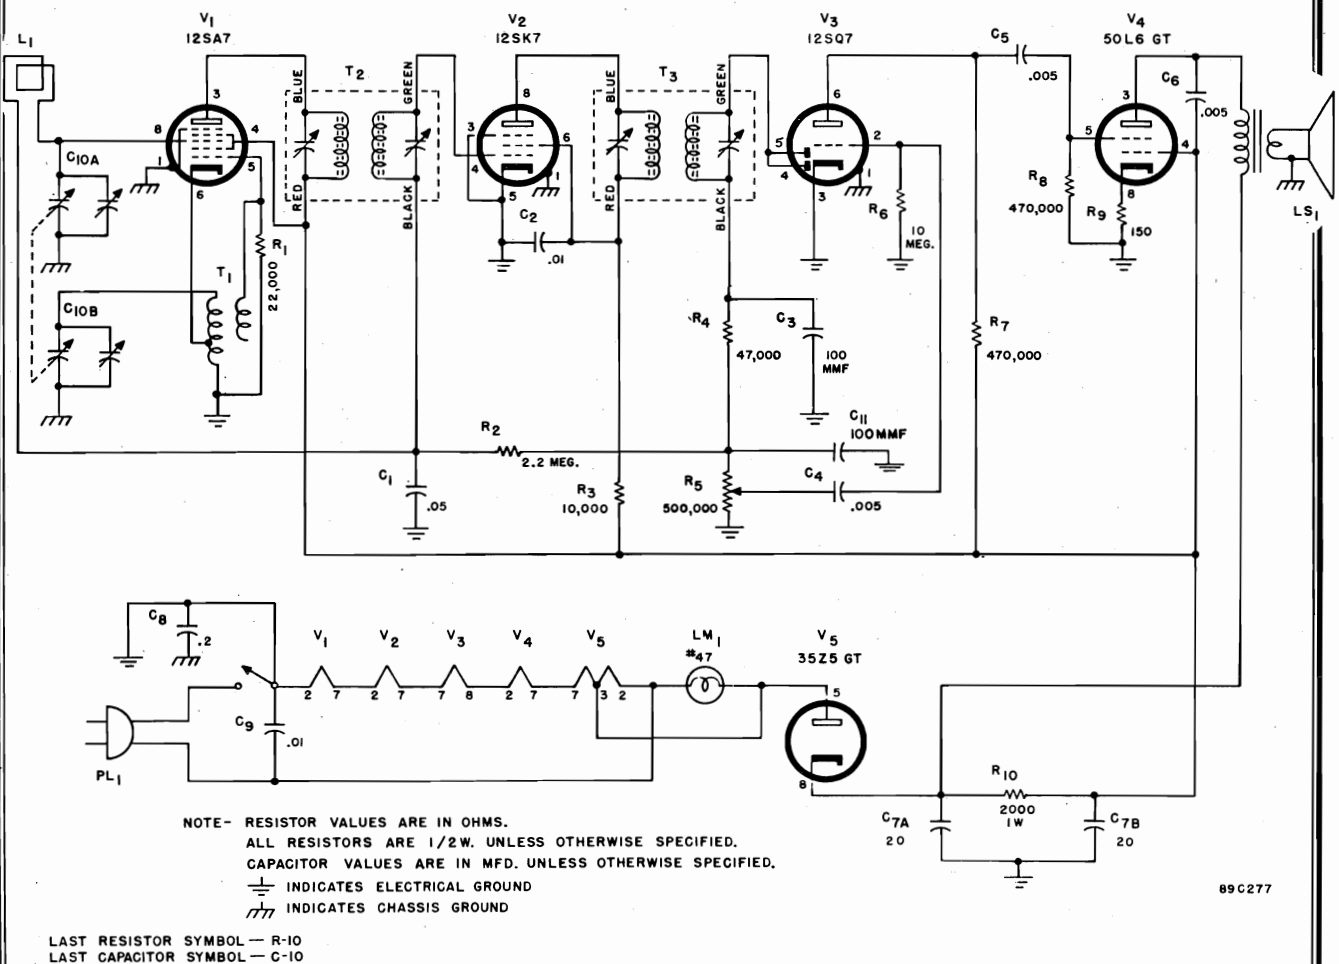 L1
V1
12SA7
V2
12SK7
V3
12SQ7
V4
50L6 GT
C5
.005
C6
.005
T2
T3
BLUE
GREEN
BLUE
GREEN
RED
BLACK
RED
BLACK
3
8
4
1
5
6
8
3
4
6
1
5
6
5
4
2
1
3
3
5
4
8
C10A
R1
22,000
T1
C10B
C2
.01
R6
10
MEG.
R8
470,000
R9
150
LS1
R4
47,000
C3
100
MMF
R7
470,000
R2
2.2 MEG.
C11
100MMF
C1
.05
R3
10,000
R5
500,000
C4
.005
C8
.2
V1
V2
V3
V4
V5
LM1
#47
V5
35Z5 GT
2 7 2 7 7 8 2 7 7 3 2
5
8
C9
.01
PL1
R10
2000
1W
C7A
20
C7B
20
NOTE- RESISTOR VALUES ARE IN OHMS.
ALL RESISTORS ARE 1/2W. UNLESS OTHERWISE SPECIFIED.
CAPACITOR VALUES ARE IN MFD. UNLESS OTHERWISE SPECIFIED.
INDICATES ELECTRICAL GROUND
INDICATES CHASSIS GROUND
89C277
LAST RESISTOR SYMBOL — R-10
LAST CAPACITOR SYMBOL — C-10